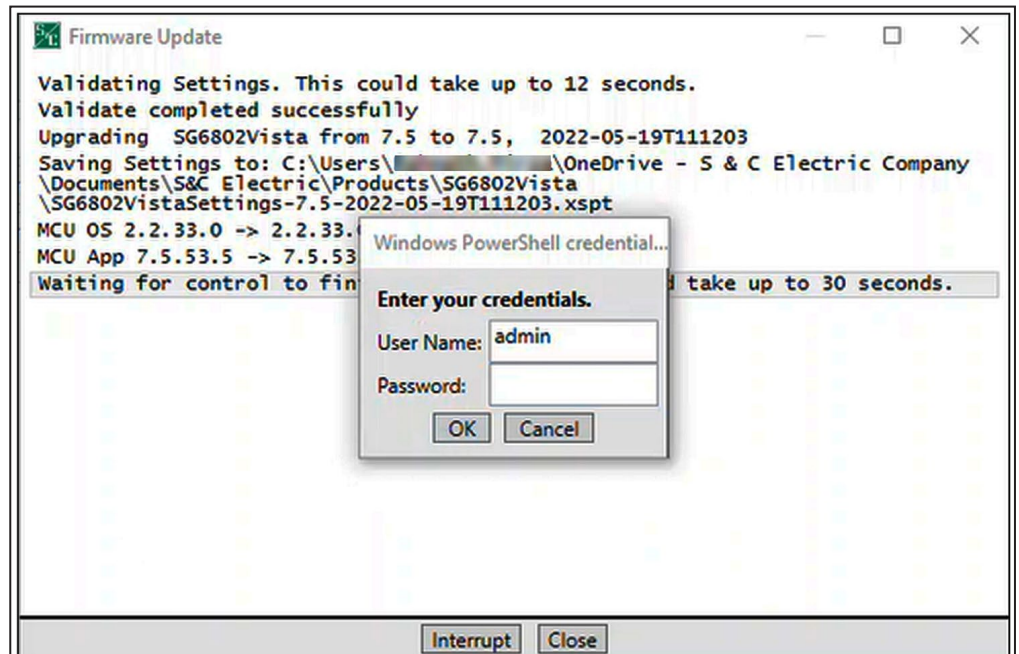 Firmware Update
Validating Settings. This could take up to 12 seconds.
Validate completed successfully
Upgrading SG6802Vista from 7.5 to 7.5, 2022-05-19T111203
Saving Settings to: C:\Users\ \OneDrive - S & C Electric Company
\Documents\S&C Electric\Products\SG6802Vista
\SG6802VistaSettings-7.5-2022-05-19T111203.xspt
MCU OS 2.2.33.0 -> 2.2.33.
MCU App 7.5.53.5 -> 7.5.53
Waiting for control to fin take up to 30 seconds.
Windows PowerShell credential...
Enter your credentials.
User Name: admin
Password:
OK Cancel
Interrupt Close